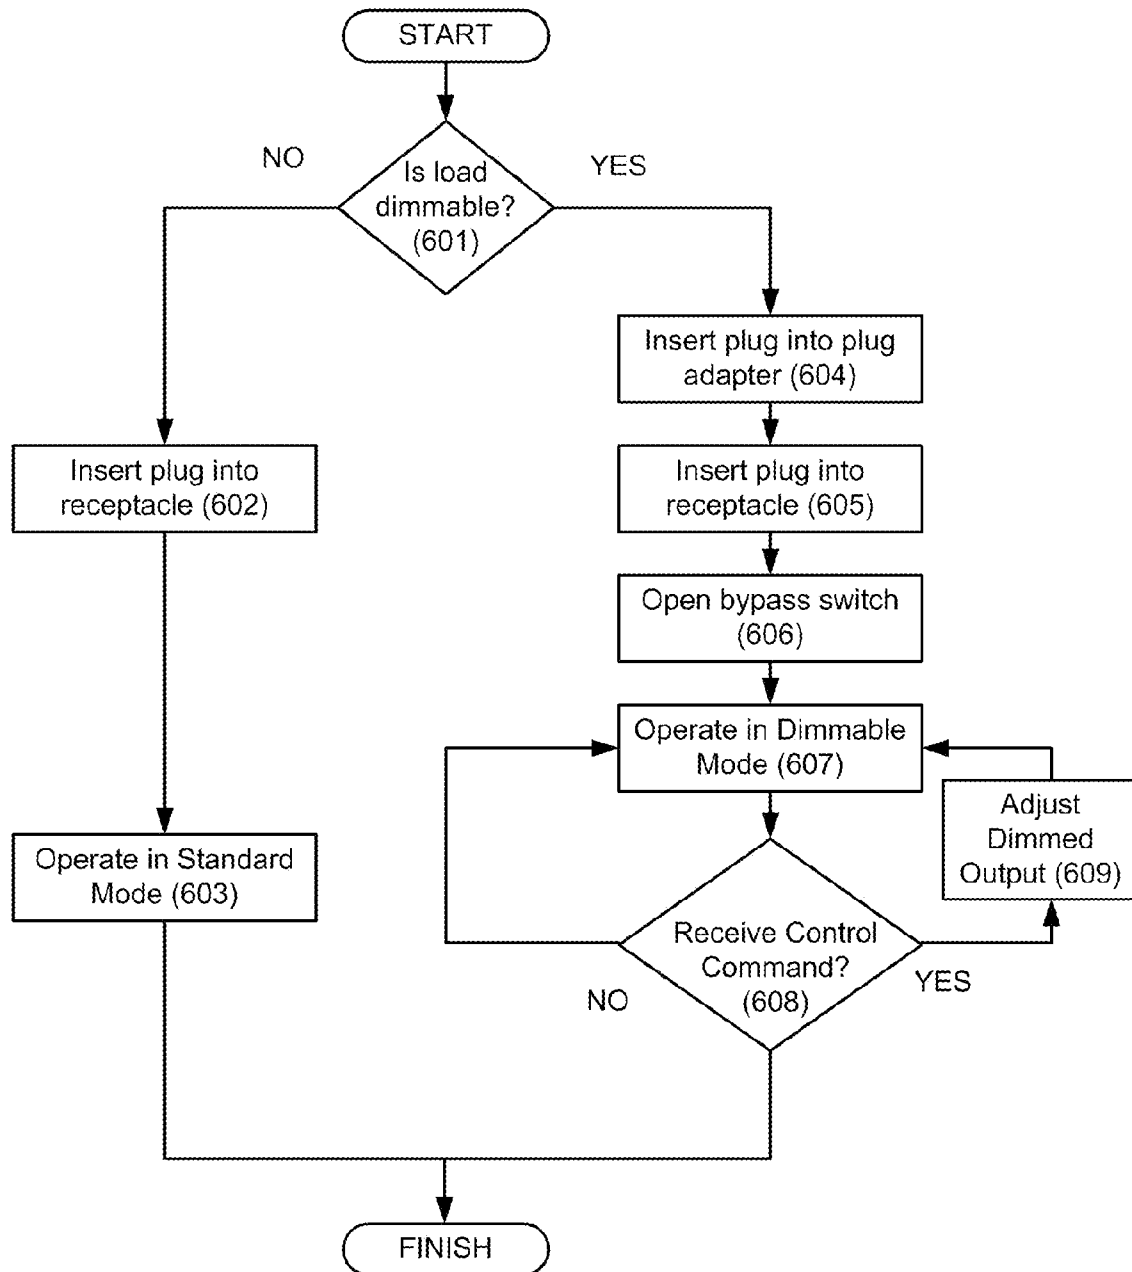 START
NO
Is load
dimmable?
(601)
YES
Insert plug into plug
adapter (604)
Insert plug into
receptacle (602)
Insert plug into
receptacle (605)
Open bypass switch
(606)
Operate in Dimmable
Mode (607)
Adjust
Dimmed
Output (609)
Operate in Standard
Mode (603)
Receive Control
Command?
(608)
NO
YES
FINISH